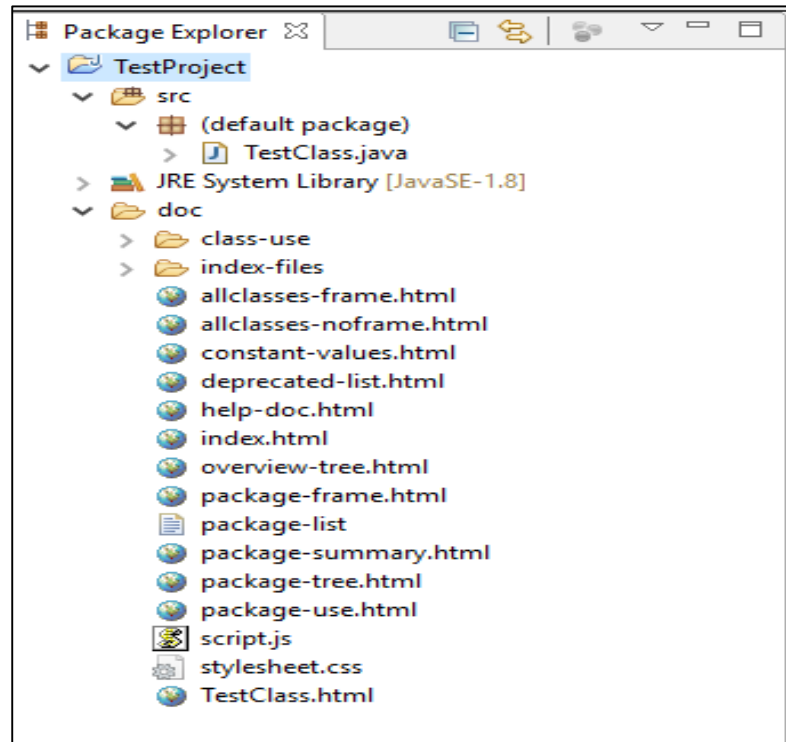 Package Explorer
TestProject
src
(default package)
TestClass.java
JRE System Library [JavaSE-1.8]
doc
class-use
index-files
allclasses-frame.html
allclasses-noframe.html
constant-values.html
deprecated-list.html
help-doc.html
index.html
overview-tree.html
package-frame.html
package-list
package-summary.html
package-tree.html
package-use.html
script.js
stylesheet.css
TestClass.html